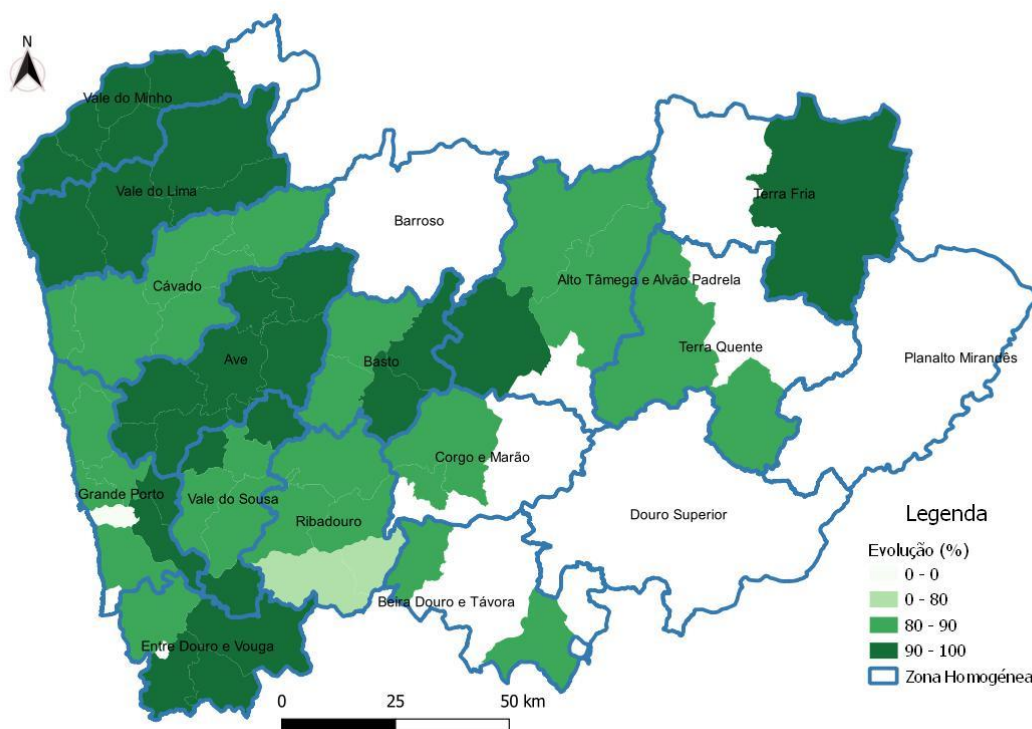 N
Vale do Minho
Vale do Lima
Terra Fria
Barroso
Alto Tâmega e Alvão Padrela
Cávado
Terra Quente
Planalto Mirandês
Ave
Basto
Corgo e Marão
Grande Porto
Vale do Sousa
Ribadouro
Douro Superior
Beira Douro e Távora
Entre Douro e Vouga
Legenda
Evolução (%)
0 - 0
0 - 80
80 - 90
90 - 100
Zona Homogénea
0 25 50 km